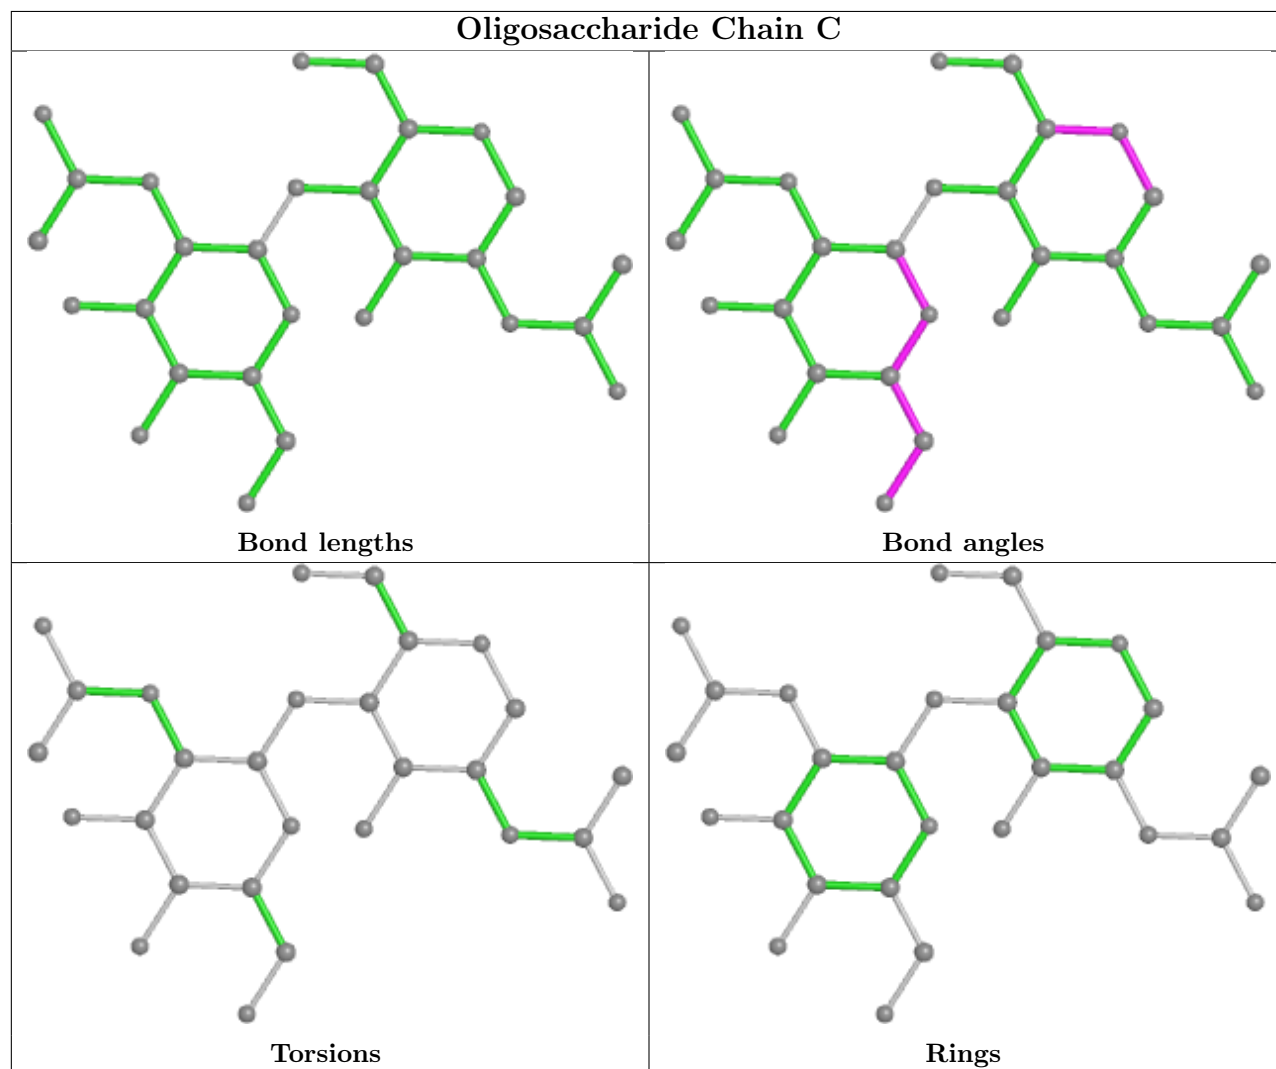 Oligosaccharide Chain C
Bond lengths
Bond angles
Torsions
Rings